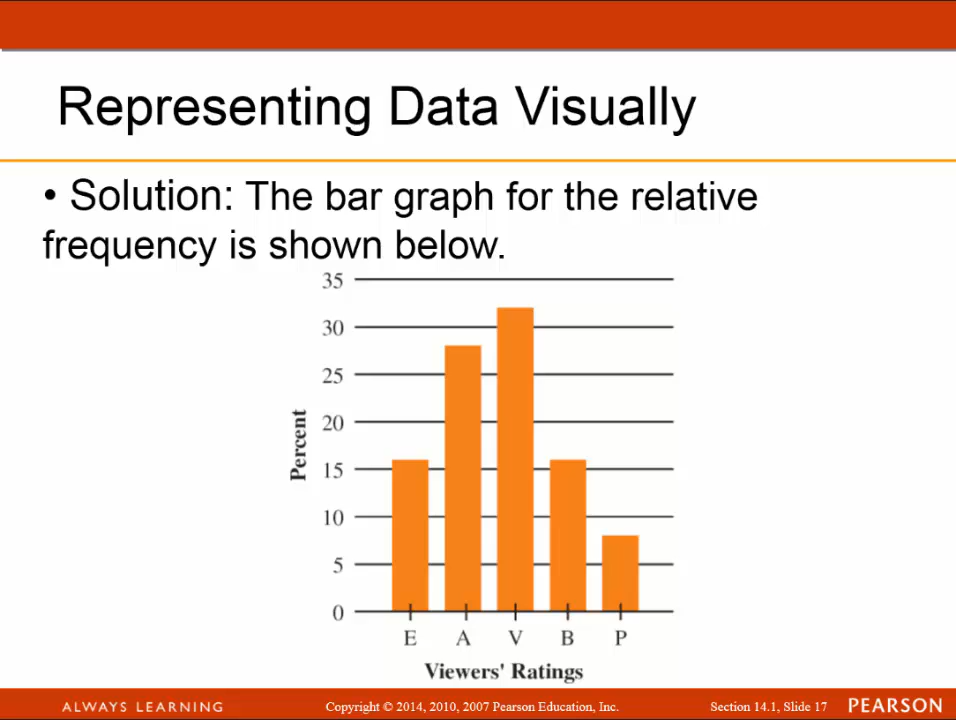 Representing Data Visually
• Solution: The bar graph for the relative
frequency is shown below.
35
30
25
20
15
10
5
0
Percent
E A V B P
Viewers' Ratings
ALWAYS LEARNING Copyright © 2014, 2010, 2007 Pearson Education, Inc. Section 14.1, Slide 17 PEARSON